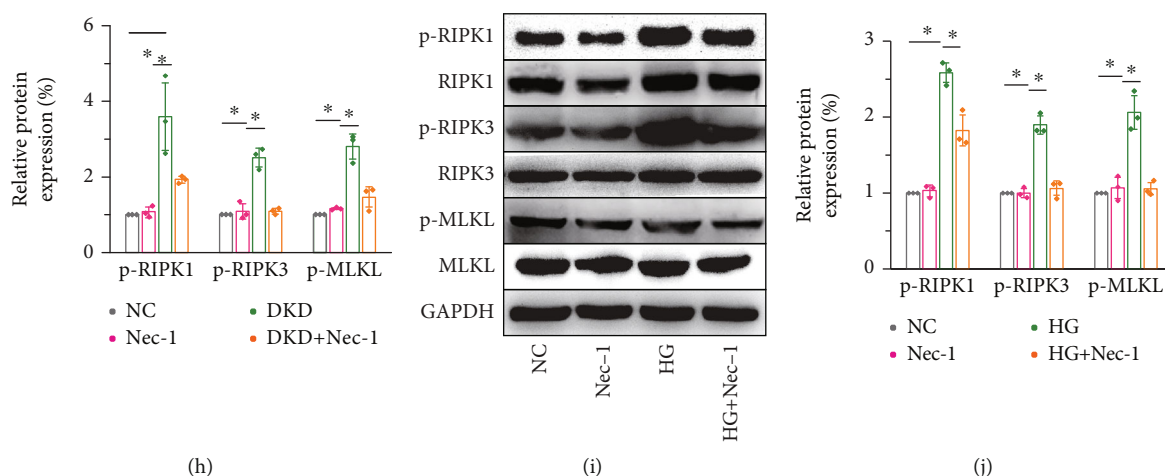 6
4
2
0
Relative protein
expression (%)
*
*
*
*
*
*
p-RIPK1
p-RIPK3
p-MLKL
NC
DKD
Nec-1
DKD+Nec-1
(h)
p-RIPK1
RIPK1
p-RIPK3
RIPK3
p-MLKL
MLKL
GAPDH
NC
Nec–1
HG
HG+Nec–1
(i)
3
2
1
0
Relative protein
expression (%)
*
*
*
*
*
*
p-RIPK1
p-RIPK3
p-MLKL
NC
HG
Nec-1
HG+Nec-1
(j)